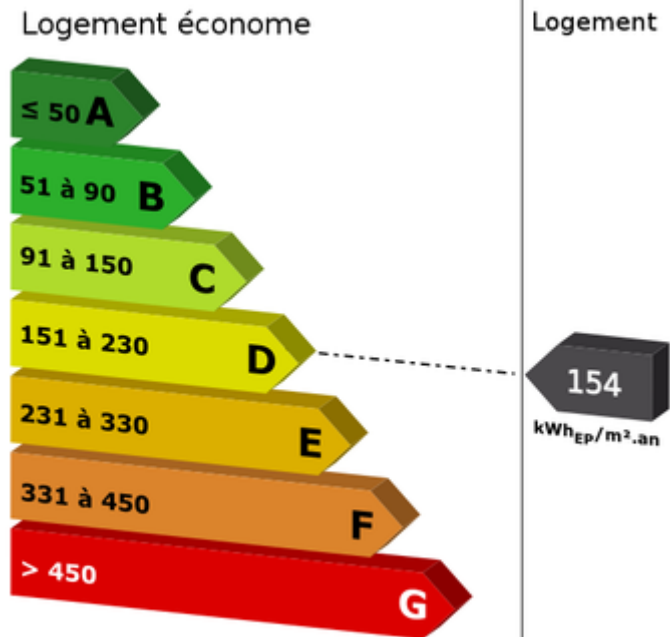 Logement économe
Logement
≤ 50 A
51 à 90 B
91 à 150 C
151 à 230 D
231 à 330 E
331 à 450 F
> 450 G
154
kWhEP/m².an